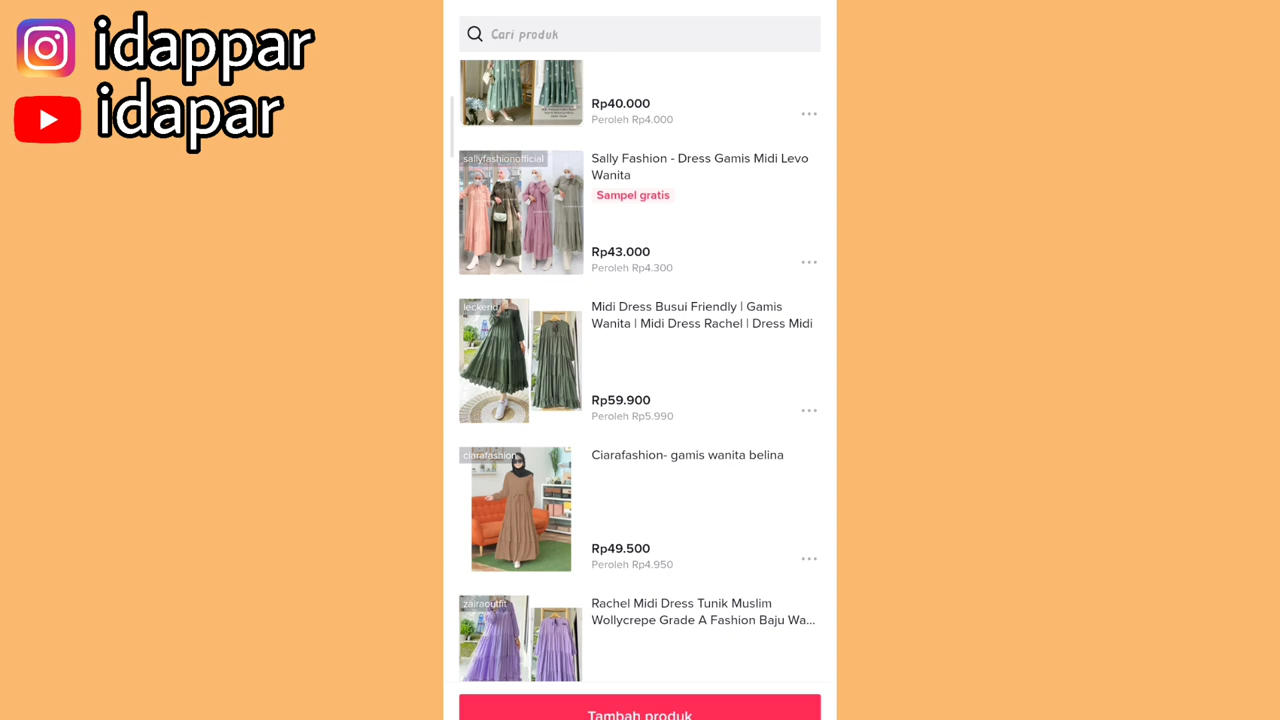 idappar
idapar
Cari produk
Rp40.000
Peroleh Rp4.000
sallyfashionofficial
Sally Fashion - Dress Gamis Midi Levo
Wanita
Sampel gratis
Rp43.000
Peroleh Rp4.300
leckerid
Midi Dress Busui Friendly | Gamis
Wanita | Midi Dress Rachel | Dress Midi
Rp59.900
Peroleh Rp5.990
ciarafashion
Ciarafashion- gamis wanita belina
Rp49.500
Peroleh Rp4.950
zairaoutfit
Rachel Midi Dress Tunik Muslim
Wollycrepe Grade A Fashion Baju Wa...
Tambah produk